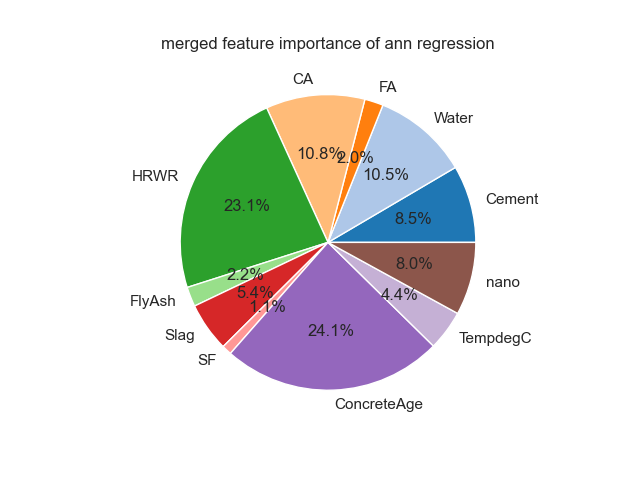 merged feature importance of ann regression
CA
FA
Water
10.8%
2.0%
10.5%
HRWR
23.1%
Cement
8.5%
2.2%
8.0%
nano
FlyAsh
5.4%
4.4%
1.1%
Slag
TempdegC
24.1%
SF
ConcreteAge